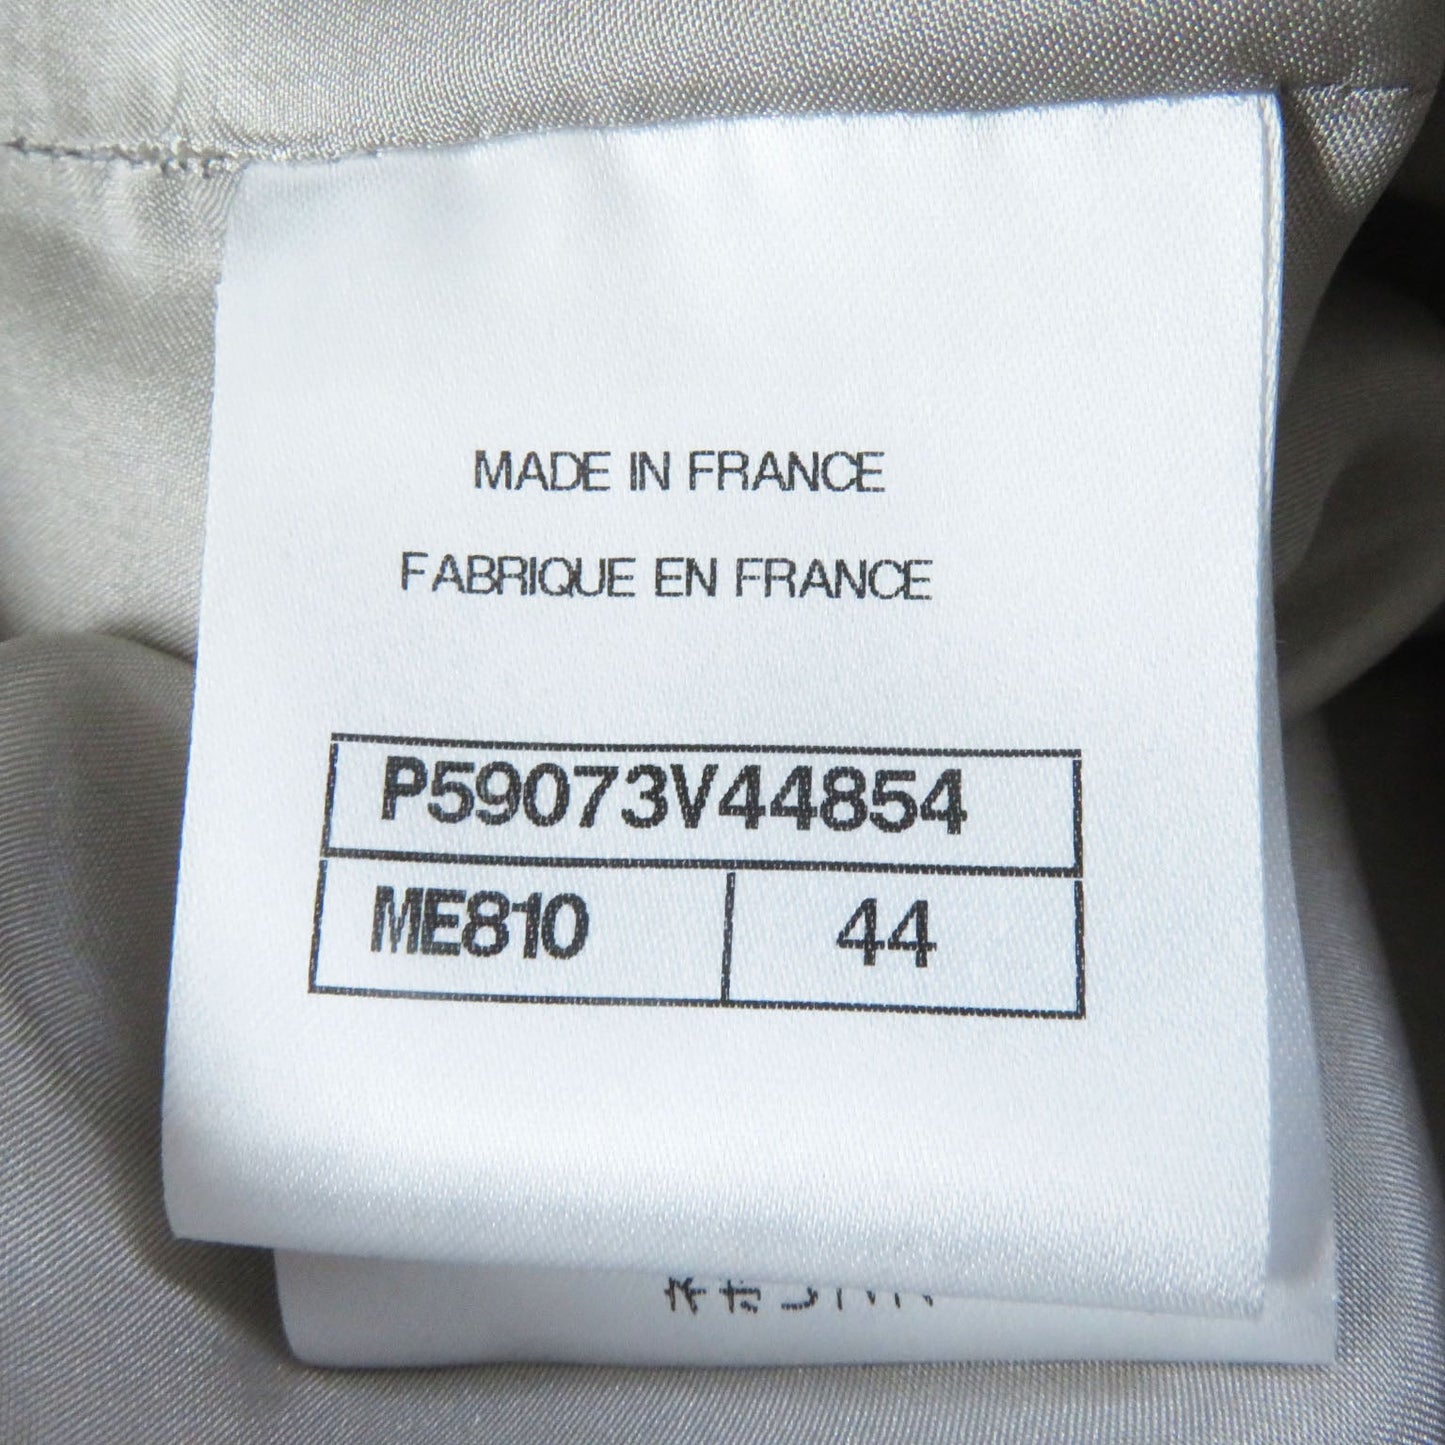 MADE IN FRANCE
FABRIQUE EN FRANCE
P59073V44854
ME810 44